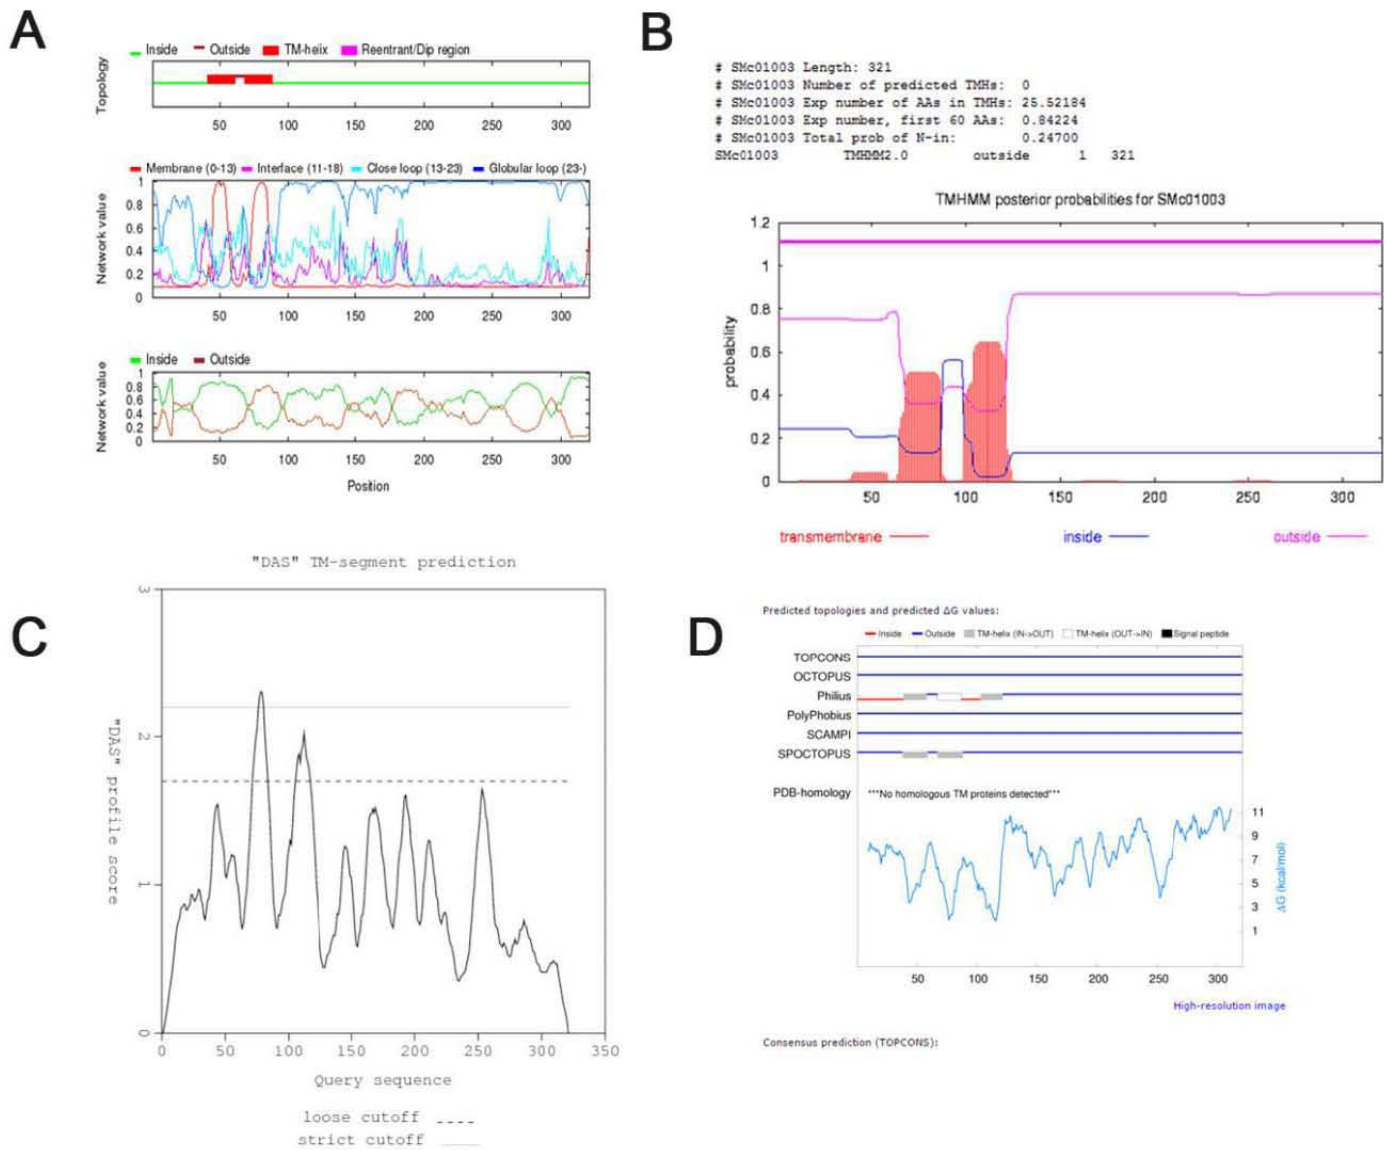 A
Inside Outside TM-helix Reentrant/Dip region
Topology
50 100 150 200 250 300
Membrane (0-13) Interface (11-18) Close loop (13-23) Globular loop (23-)
Network value
1
0.8
0.6
0.4
0.2
0
50 100 150 200 250 300
Inside Outside
Network value
1
0.8
0.6
0.4
0.2
0
50 100 150 200 250 300
Position
B
# SMc01003 Length: 321
# SMc01003 Number of predicted TMHs: 0
# SMc01003 Exp number of AAs in TMHs: 25.52184
# SMc01003 Exp number, first 60 AAs: 0.84224
# SMc01003 Total prob of N-in: 0.24700
SMc01003 TMHMM2.0 outside 1 321
TMHMM posterior probabilities for SMc01003
probability
1.2
1
0.8
0.6
0.4
0.2
0
50 100 150 200 250 300
transmembrane inside outside
C
"DAS" TM-segment prediction
"DAS" profile score
3
2
1
0
0 50 100 150 200 250 300 350
Query sequence
loose cutoff
strict cutoff
D
Predicted topologies and predicted ΔG values:
Inside Outside TM-helix (IN->OUT) TM-helix (OUT->IN) Signal peptide
TOPCONS
OCTOPUS
Philius
PolyPhobius
SCAMPI
SPOCTOPUS
PDB-homology ***No homologous TM proteins detected***
11
9
7
5
3
1
ΔG (kcal/mol)
50 100 150 200 250 300
High-resolution image
Consensus prediction (TOPCONS):